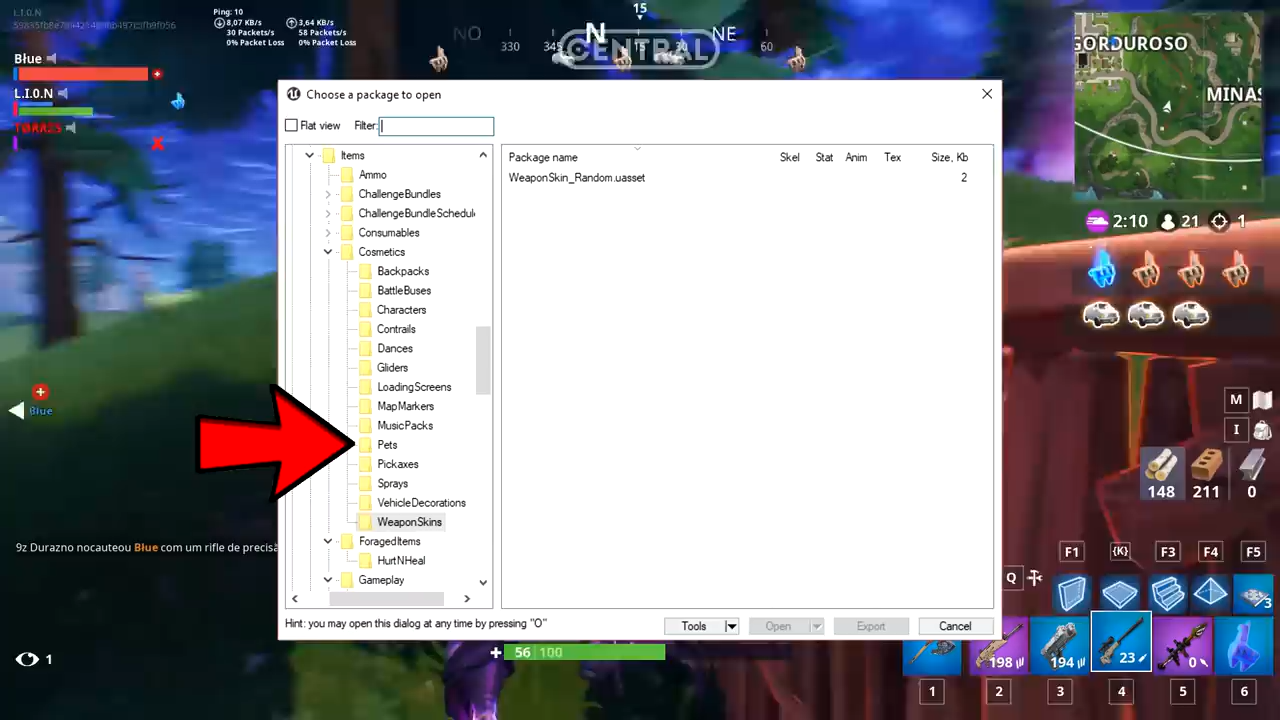 L.I.O.N
Ping: 10
8,07 KB/s
3,64 KB/s
30 Packets/s
58 Packets/s
0% Packet Loss
0% Packet Loss
15
NO
330
345
N
15
30
NE
60
CENTRAL
GORDUROSO
MINAS
Blue
L.I.O.N
TØRRES
2:10
21
1
Choose a package to open
Flat view
Filter:
Items
Ammo
ChallengeBundles
ChallengeBundleSchedul
Consumables
Cosmetics
Backpacks
BattleBuses
Characters
Contrails
Dances
Gliders
LoadingScreens
MapMarkers
MusicPacks
Pets
Pickaxes
Sprays
VehicleDecorations
WeaponSkins
ForagedItems
HurtNHeal
Gameplay
Package name
Skel
Stat
Anim
Tex
Size, Kb
WeaponSkin_Random.uasset
2
Hint: you may open this dialog at any time by pressing "O"
Tools
Open
Export
Cancel
Blue
9z Durazno nocauteou Blue com um rifle de precisã
1
56
100
M
I
148
211
0
F1
{K}
F3
F4
F5
Q
3
198
194
23
0
1
2
3
4
5
6